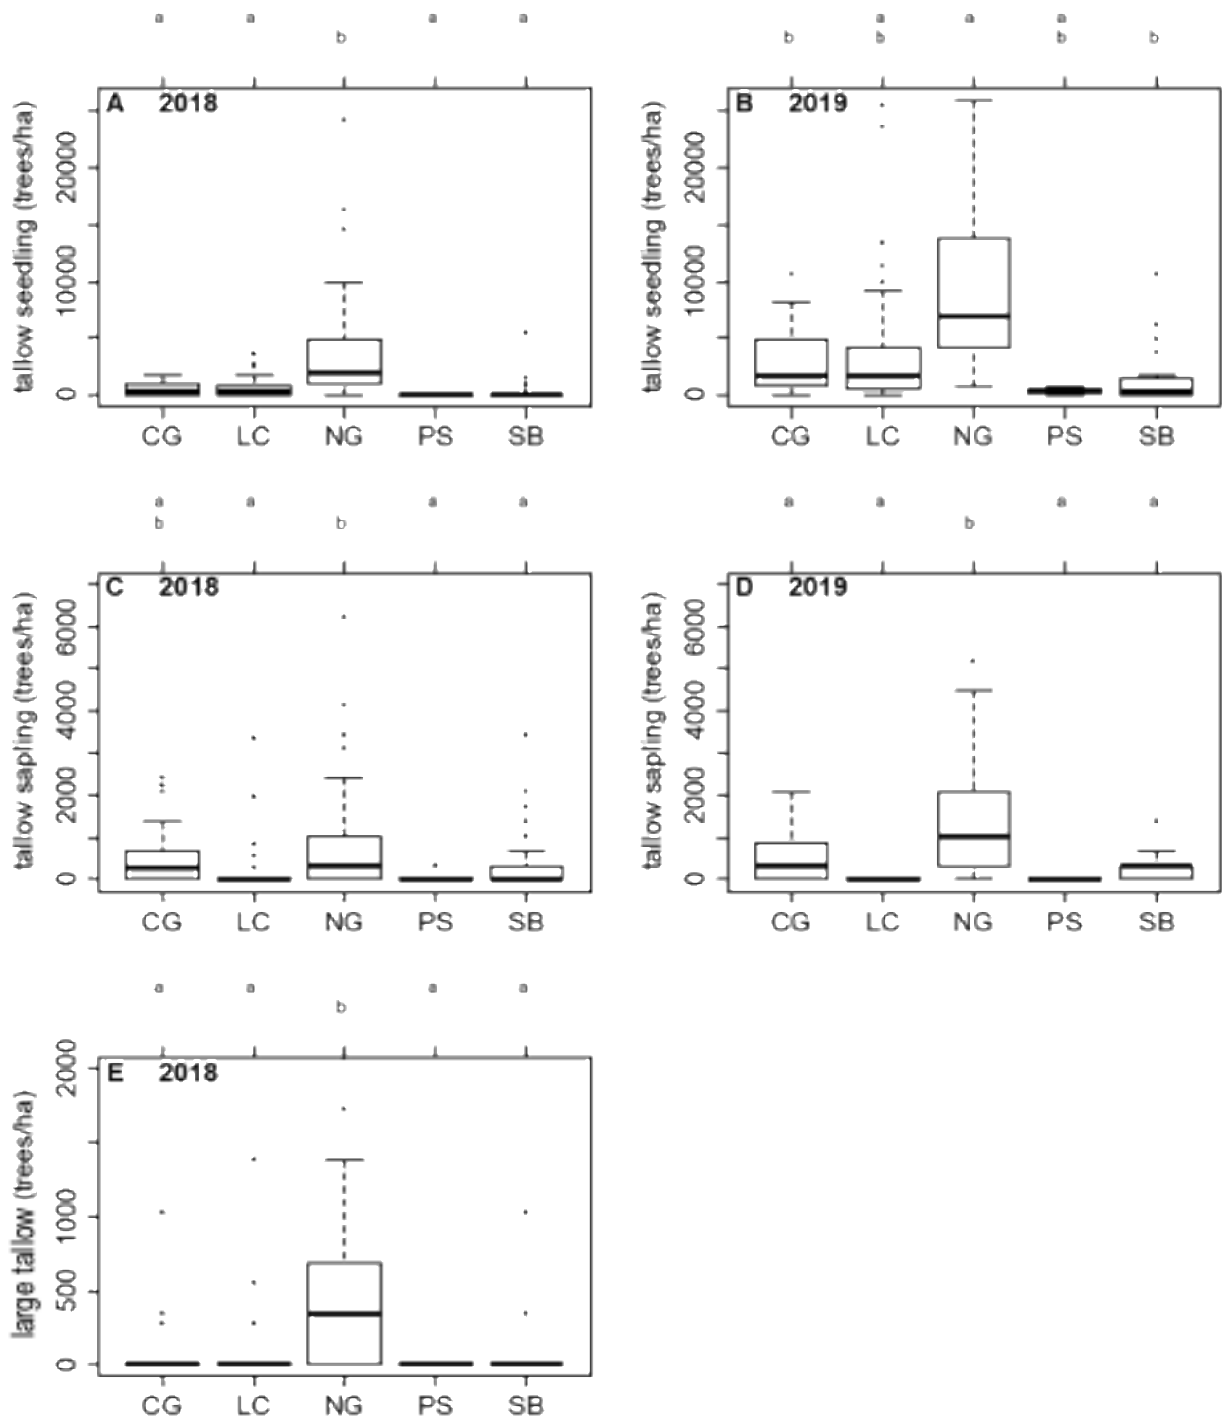 a a b a a
b a b a a b b b
A 2018
B 2019
tallow seedling (trees/ha)
0 10000 20000
CG LC NG PS SB
tallow seedling (trees/ha)
0 10000 20000
CG LC NG PS SB
a b a b a a
a a b a a
C 2018
D 2019
tallow sapling (trees/ha)
0 2000 4000 6000
CG LC NG PS SB
tallow sapling (trees/ha)
0 2000 4000 6000
CG LC NG PS SB
a a b a a
E 2018
large tallow (trees/ha)
0 500 1000 2000
CG LC NG PS SB